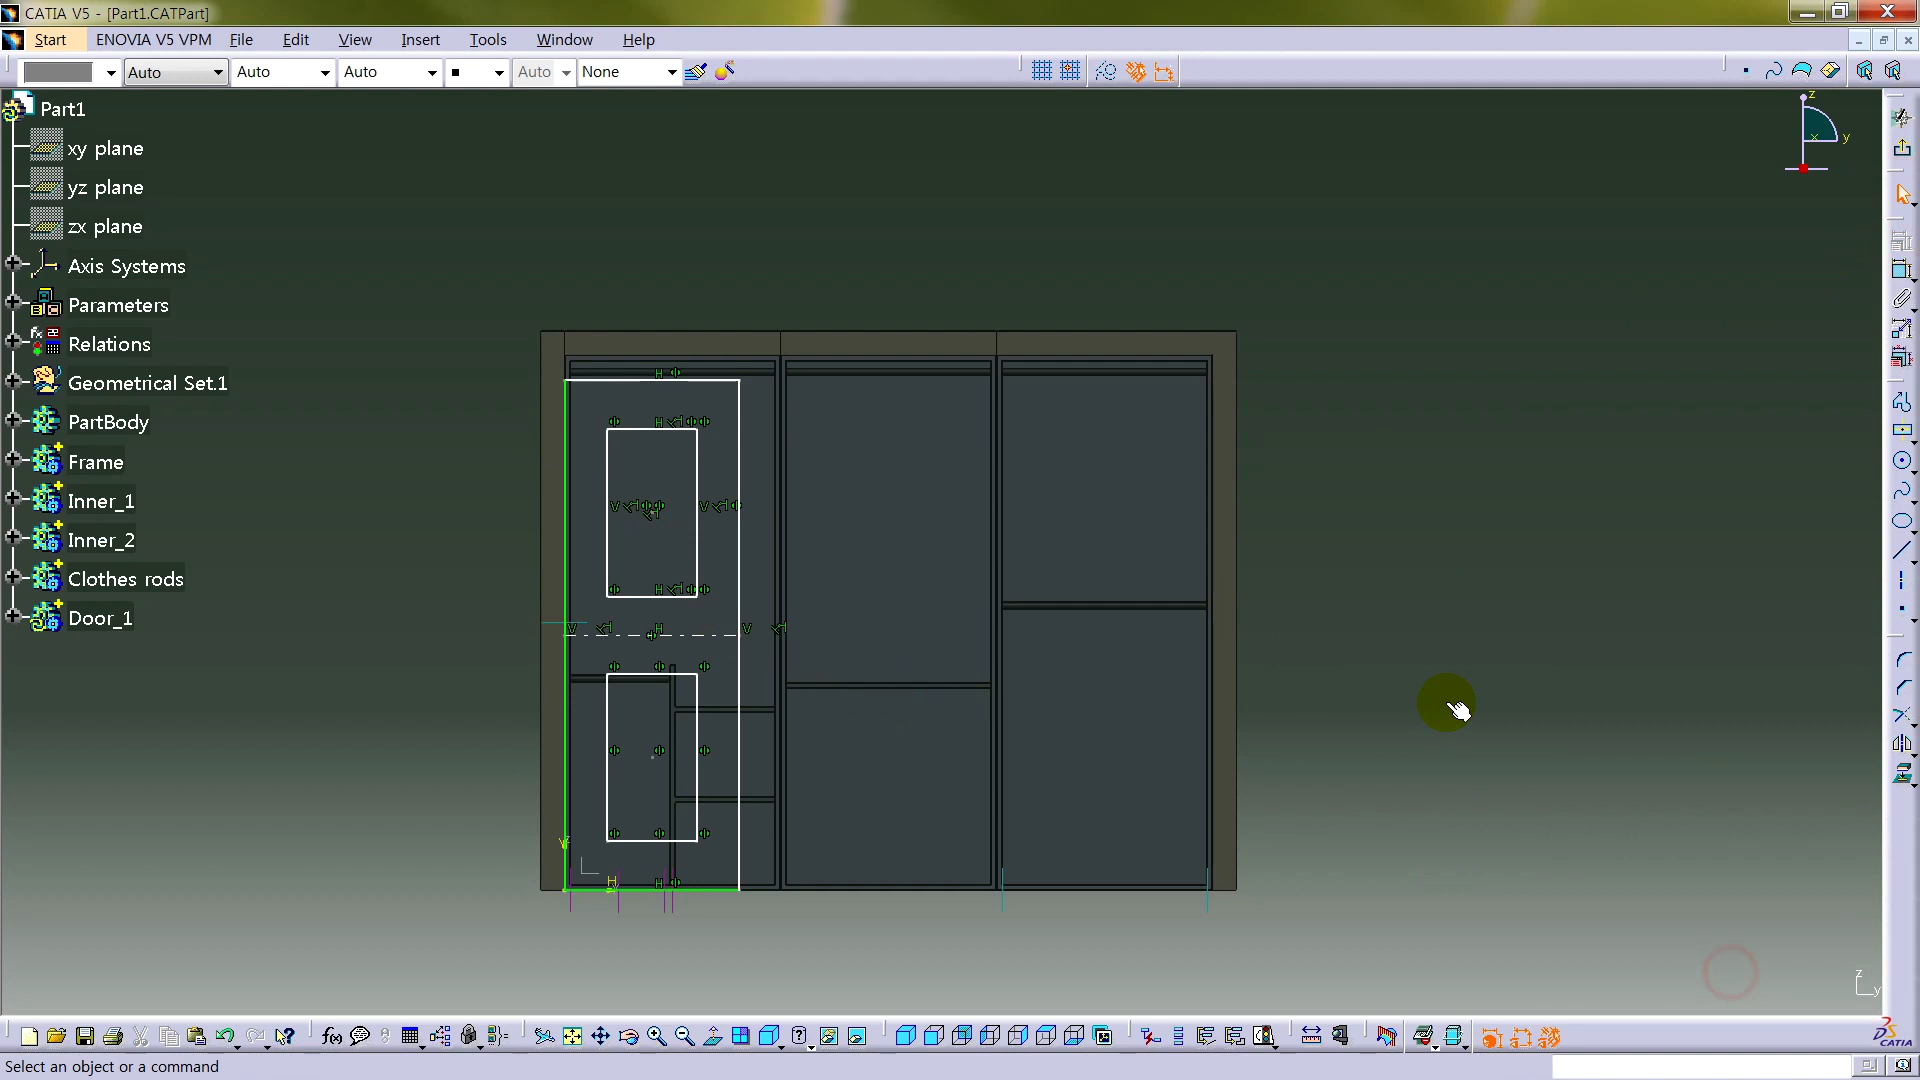 CATIA V5 - [Part1.CATPart]
Start ENOVIA V5 VPM File Edit View Insert Tools Window Help
Auto Auto Auto Auto None
Part1
xy plane
yz plane
zx plane
Axis Systems
Parameters
Relations
Geometrical Set.1
PartBody
Frame
Inner_1
Inner_2
Clothes rods
Door_1
z
x
y
H
H
V
V
H
V
H
V
H
V
H
z
y
CATIA
Select an object or a command